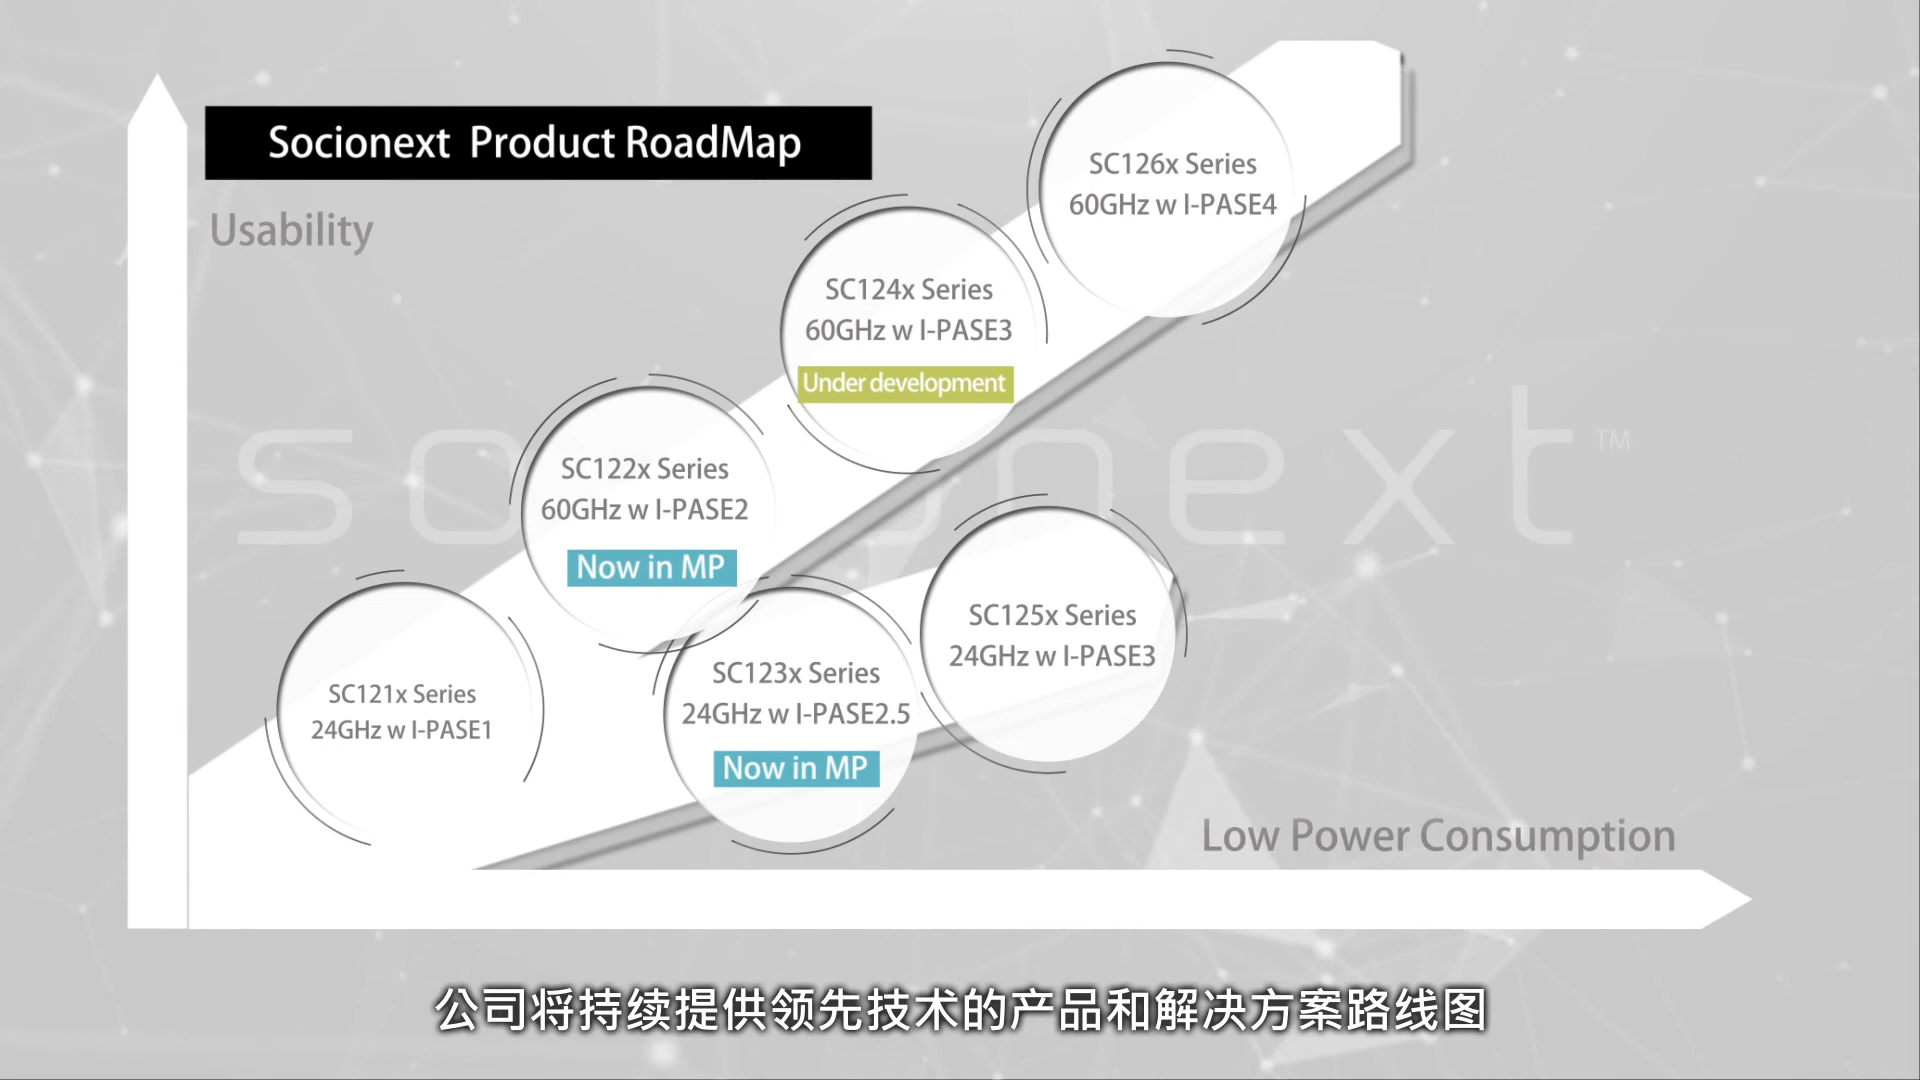 Socionext Product RoadMap
Usability
SC126x Series
60GHz w I-PASE4
SC124x Series
60GHz w I-PASE3
Under development
SC122x Series
60GHz w I-PASE2
Now in MP
SC121x Series
24GHz w I-PASE1
SC123x Series
24GHz w I-PASE2.5
Now in MP
SC125x Series
24GHz w I-PASE3
socionext™
Low Power Consumption
公司将持续提供领先技术的产品和解决方案路线图